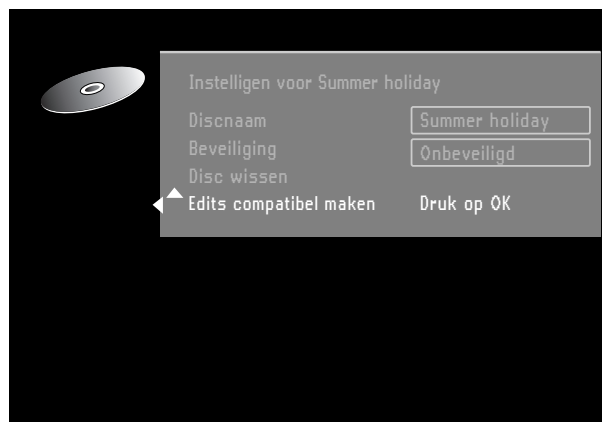 Instelligen voor Summer holiday
Discnaam Summer holiday
Beveiliging Onbeveiligd
Disc wissen
Edits compatibel maken Druk op OK